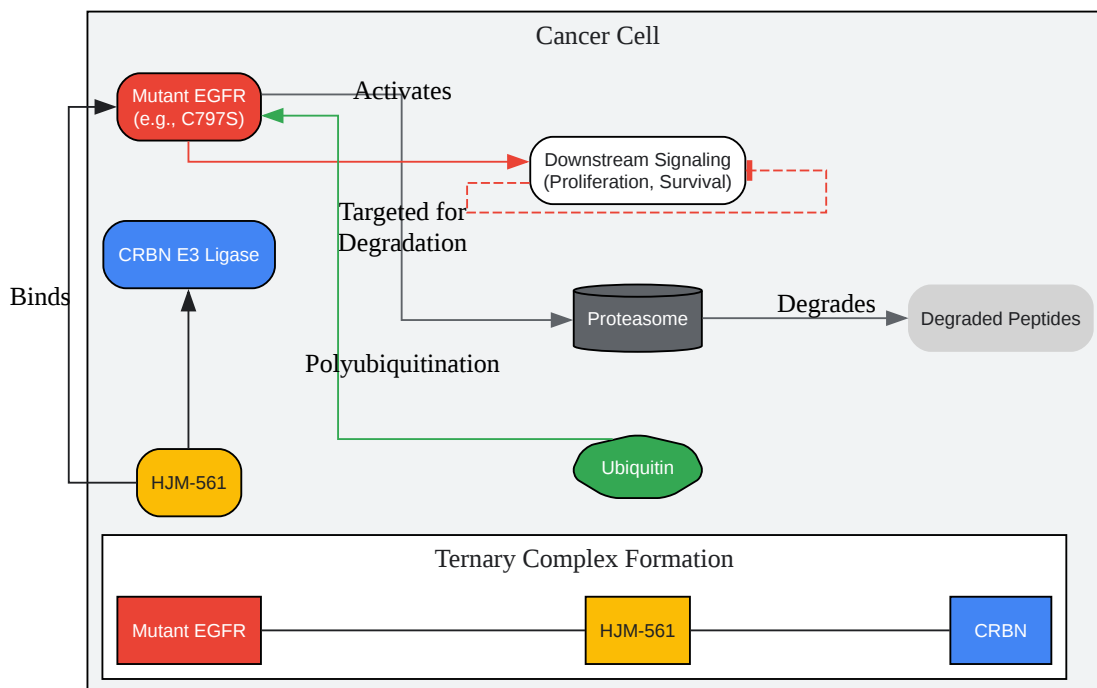 Cancer Cell
Mutant EGFR
(e.g., C797S)
Activates
Downstream Signaling
(Proliferation, Survival)
Targeted for
Degradation
CRBN E3 Ligase
Binds
Proteasome
Degrades
Degraded Peptides
Polyubiquitination
HJM-561
Ubiquitin
Ternary Complex Formation
Mutant EGFR
HJM-561
CRBN